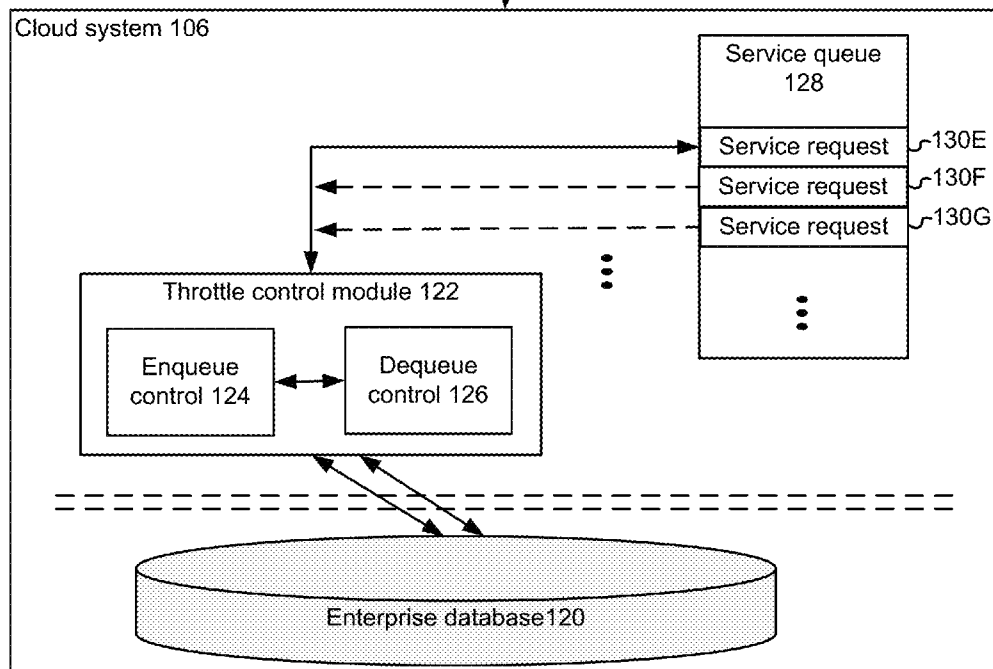 Cloud system 106
Service queue
128
Service request
130E
Service request
130F
Service request
130G
Throttle control module 122
Enqueue
control 124
Dequeue
control 126
Enterprise database120